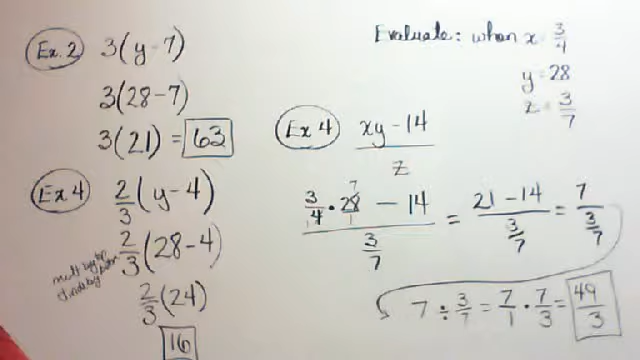 Evaluate: when x = 3/4
y = 28
z = 3/7
Ex. 2 3(y - 7)
3(28 - 7)
3(21) = 63
Ex 4 2/3(y - 4)
2/3(28 - 4)
2/3(24)
16
Ex 4 xy - 14 / z
3/4 • 28 - 14 / 3/7 = 21 - 14 / 3/7 = 7 / 3/7
7 ÷ 3/7 = 7/1 • 7/3 = 49/3